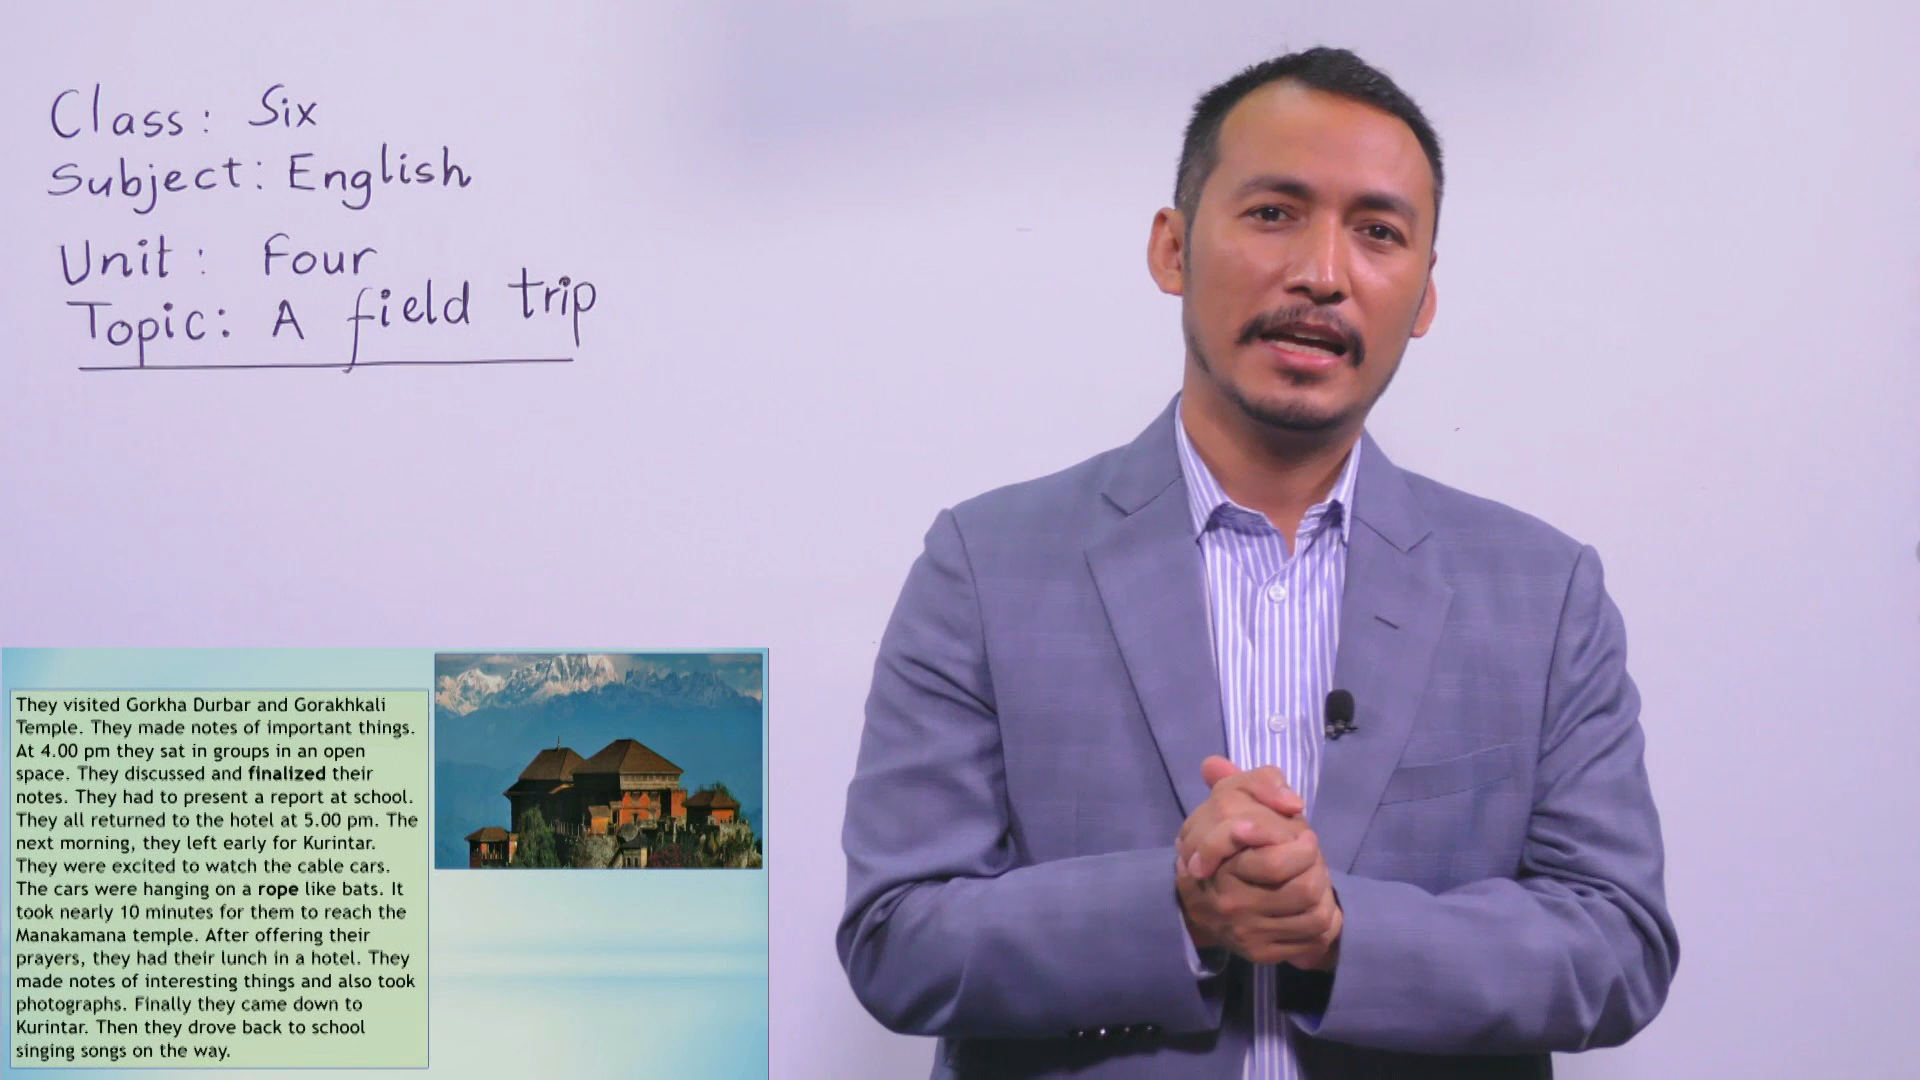 Class: Six
Subject: English
Unit: Four
Topic: A field trip
They visited Gorkha Durbar and Gorakhkali
Temple. They made notes of important things.
At 4.00 pm they sat in groups in an open
space. They discussed and finalized their
notes. They had to present a report at school.
They all returned to the hotel at 5.00 pm. The
next morning, they left early for Kurintar.
They were excited to watch the cable cars.
The cars were hanging on a rope like bats. It
took nearly 10 minutes for them to reach the
Manakamana temple. After offering their
prayers, they had their lunch in a hotel. They
made notes of interesting things and also took
photographs. Finally they came down to
Kurintar. Then they drove back to school
singing songs on the way.